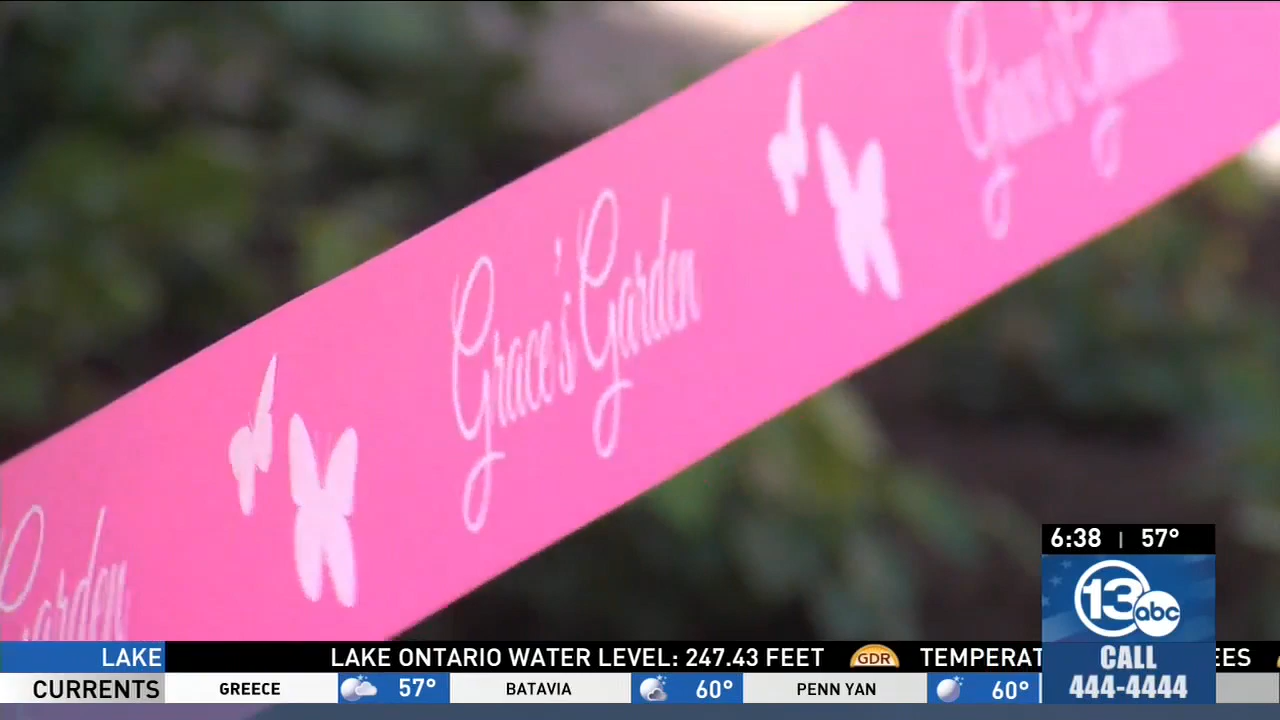 Grace's Garden
Grace's Garden
Garden
6:38 | 57°
13 abc
CALL
444-4444
LAKE
LAKE ONTARIO WATER LEVEL: 247.43 FEET GDR
CURRENTS
GREECE 57° BATAVIA 60° PENN YAN 60°